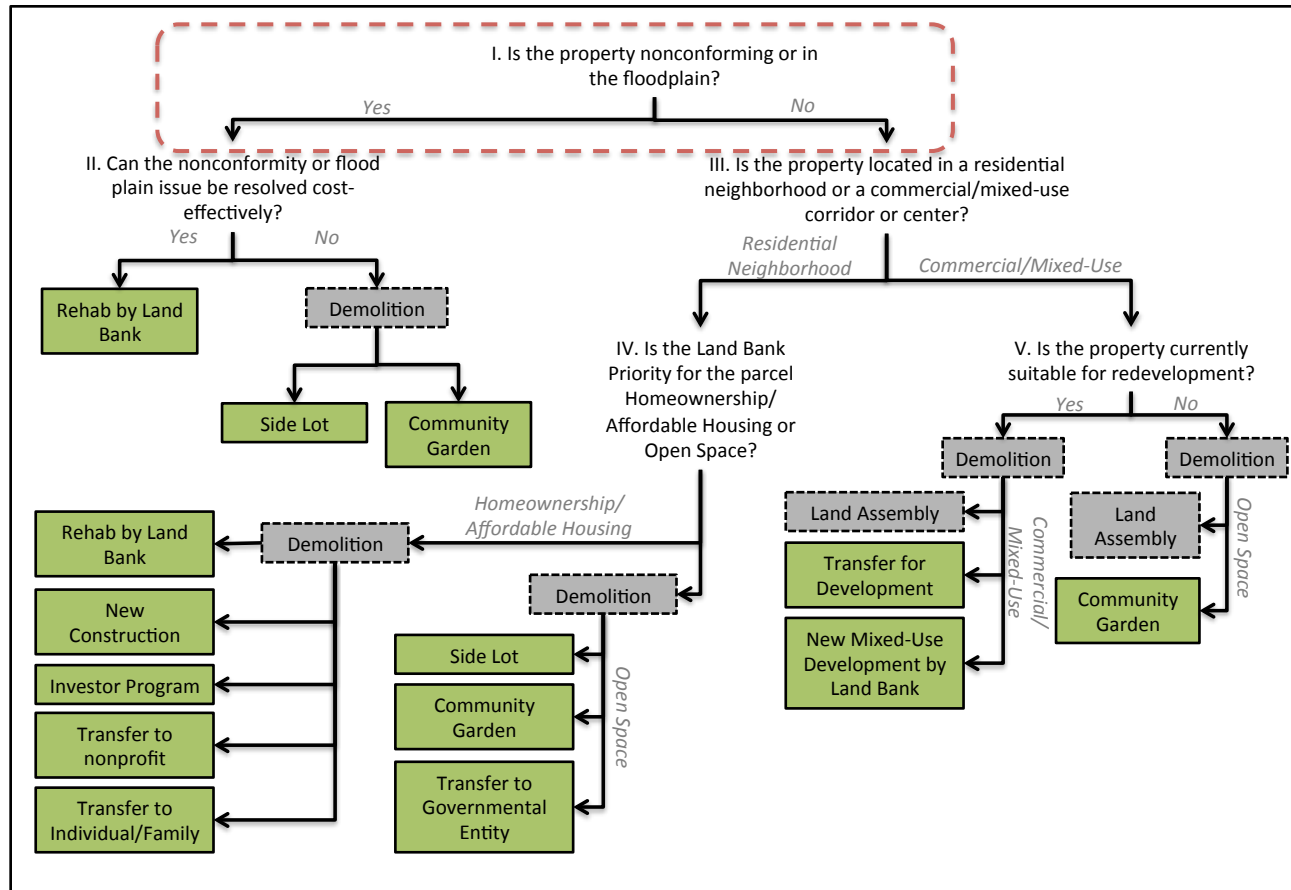 I. Is the property nonconforming or in
the floodplain?
Yes
No
II. Can the nonconformity or flood
plain issue be resolved cost-
effectively?
III. Is the property located in a residential
neighborhood or a commercial/mixed-use
corridor or center?
Yes
No
Residential
Neighborhood
Commercial/Mixed-Use
Rehab by Land
Bank
Demolition
Side Lot
Community
Garden
IV. Is the Land Bank
Priority for the parcel
Homeownership/
Affordable Housing or
Open Space?
V. Is the property currently
suitable for redevelopment?
Yes
No
Demolition
Demolition
Homeownership/
Affordable Housing
Rehab by Land
Bank
Demolition
New
Construction
Investor Program
Transfer to
nonprofit
Transfer to
Individual/Family
Demolition
Side Lot
Community
Garden
Transfer to
Governmental
Entity
Open Space
Land Assembly
Transfer for
Development
New Mixed-Use
Development by
Land Bank
Commercial/
Mixed-Use
Land
Assembly
Community
Garden
Open Space